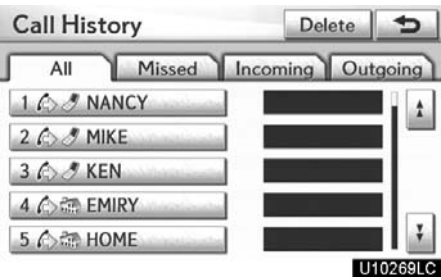 Call History Delete
All Missed Incoming Outgoing
1 NANCY
2 MIKE
3 KEN
4 EMIRY
5 HOME
U10269LC